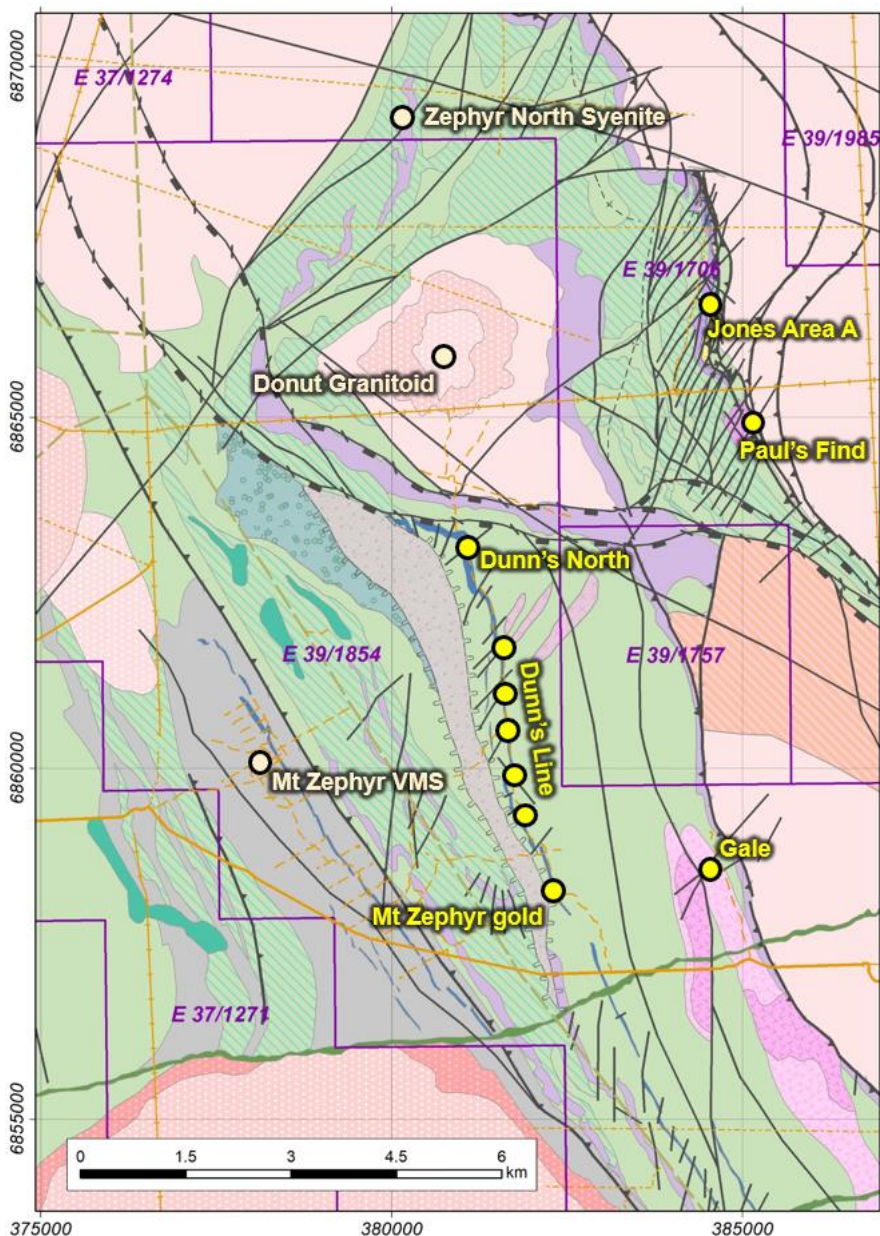 6870000
E 37/1274
Zephyr North Syenite
E 39/1985
E 39/1706
Jones Area A
Donut Granitoid
6865000
Paul's Find
Dunn's North
E 39/1854
E 39/1757
Dunn's Line
6860000
Mt Zephyr VMS
Gale
Mt Zephyr gold
E 37/1271
6855000
0 1.5 3 4.5 6
km
375000 380000 385000